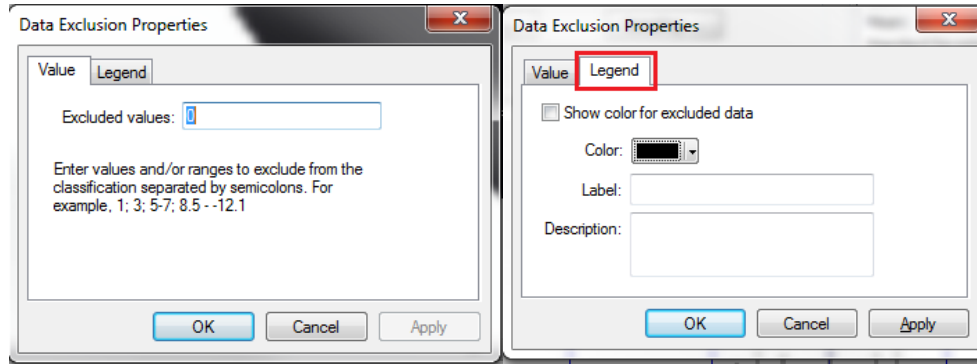 Data Exclusion Properties
Value Legend
Excluded values: 0
Enter values and/or ranges to exclude from the
classification separated by semicolons. For
example, 1; 3; 5-7; 8.5 - -12.1
OK Cancel Apply
Data Exclusion Properties
Value Legend
Show color for excluded data
Color:
Label:
Description:
OK Cancel Apply